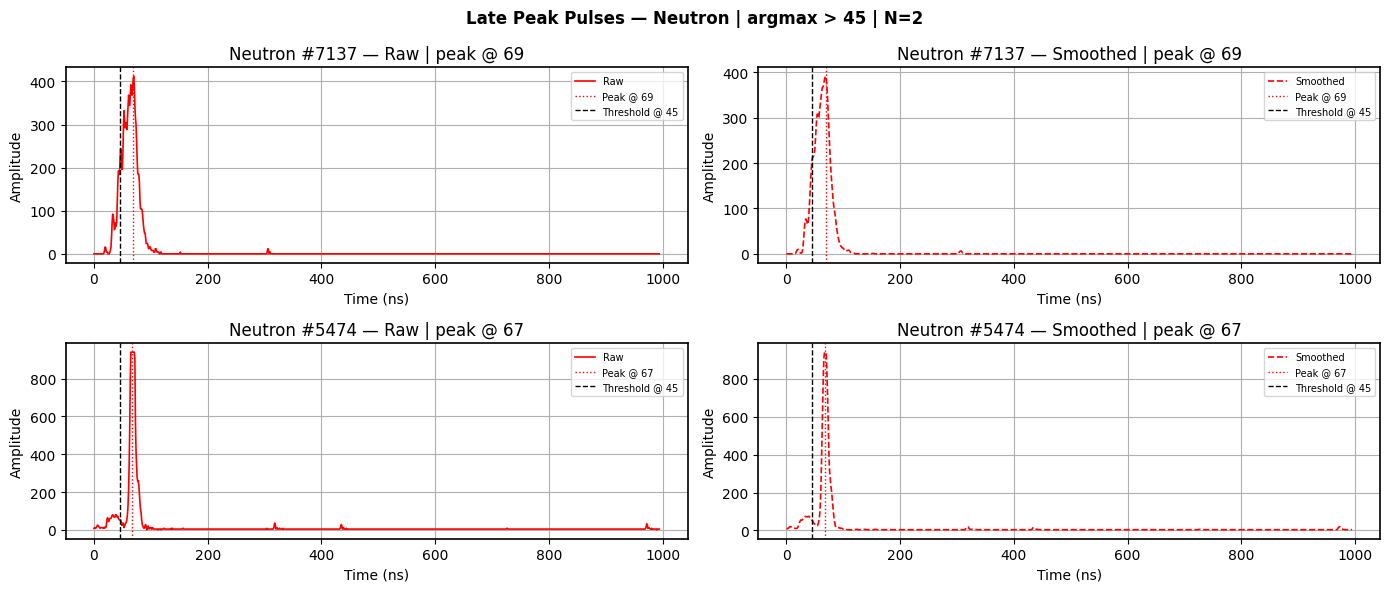 Late Peak Pulses — Neutron | argmax > 45 | N=2
Neutron #7137 — Raw | peak @ 69
400
300
200
100
0
Amplitude
0 200 400 600 800 1000
Time (ns)
Raw
Peak @ 69
Threshold @ 45
Neutron #7137 — Smoothed | peak @ 69
400
300
200
100
0
Amplitude
0 200 400 600 800 1000
Time (ns)
Smoothed
Peak @ 69
Threshold @ 45
Neutron #5474 — Raw | peak @ 67
800
600
400
200
0
Amplitude
0 200 400 600 800 1000
Time (ns)
Raw
Peak @ 67
Threshold @ 45
Neutron #5474 — Smoothed | peak @ 67
800
600
400
200
0
Amplitude
0 200 400 600 800 1000
Time (ns)
Smoothed
Peak @ 67
Threshold @ 45